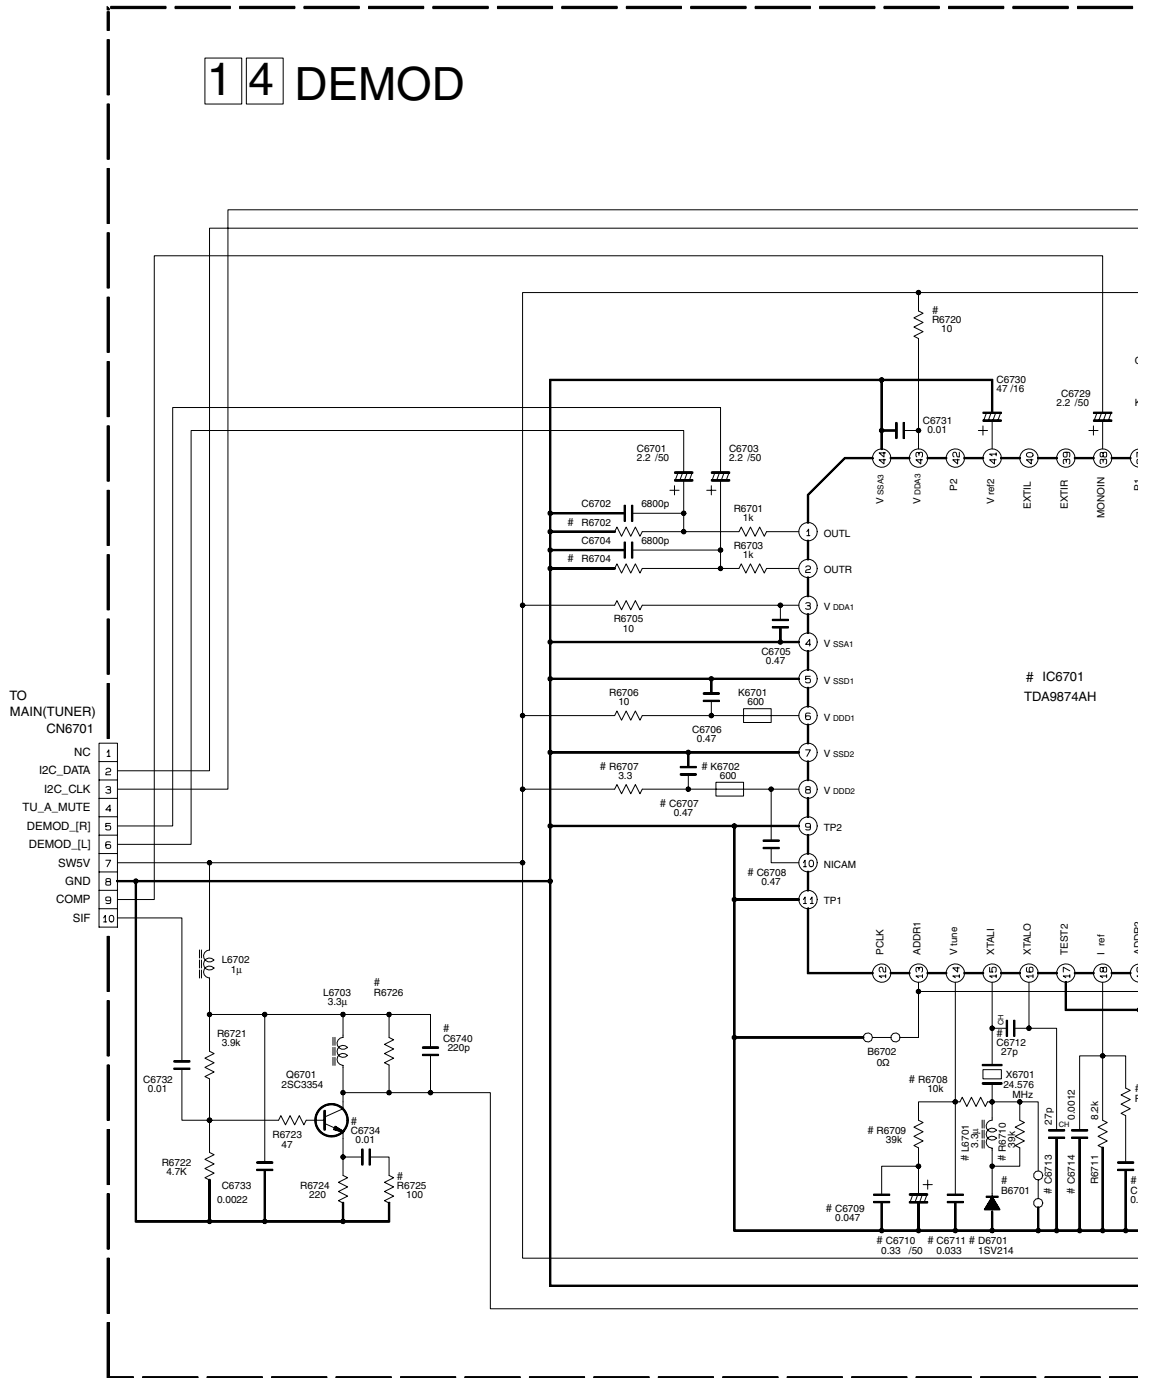 14 DEMOD
#
R6720
10
C6730
47 /16
C6729
2.2 /50
C6731
0.01
C6701
2.2 /50
C6703
2.2 /50
44
43
42
41
40
39
38
V SSA3
V DDA3
P2
V ref2
EXTIL
EXTIR
MONOIN
C6702
6800p
# R6702
R6701
1k
C6704
6800p
# R6704
R6703
1k
1 OUTL
2 OUTR
3 V DDA1
R6705
10
C6705
0.47
4 V SSA1
5 V SSD1
R6706
10
K6701
600
C6706
0.47
6 V DDD1
7 V SSD2
# R6707
3.3
# K6702
600
# C6707
0.47
8 V DDD2
9 TP2
# C6708
0.47
10 NICAM
11 TP1
# IC6701
TDA9874AH
TO
MAIN(TUNER)
CN6701
NC 1
I2C_DATA 2
I2C_CLK 3
TU_A_MUTE 4
DEMOD_[R] 5
DEMOD_[L] 6
SW5V 7
GND 8
COMP 9
SIF 10
PCLK
ADDR1
V tune
XTALI
XTALO
TEST2
I ref
12
13
14
15
16
17
18
L6702
1μ
L6703
3.3μ
#
R6726
R6721
3.9k
#
C6740
220p
Q6701
2SC3354
C6732
0.01
R6723
47
#
C6734
0.01
R6722
4.7K
C6733
0.0022
R6724
220
#
R6725
100
B6702
0Ω
CH
#
C6712
27p
# R6708
10k
X6701
24.576
MHz
# R6709
39k
# L6701
3.3μ
# R6710
39k
27p
CH
# C6713
0.0012
# C6714
8.2k
R6711
#
B6701
# C6709
0.047
# C6710
0.33 /50
# C6711
0.033
# D6701
1SV214